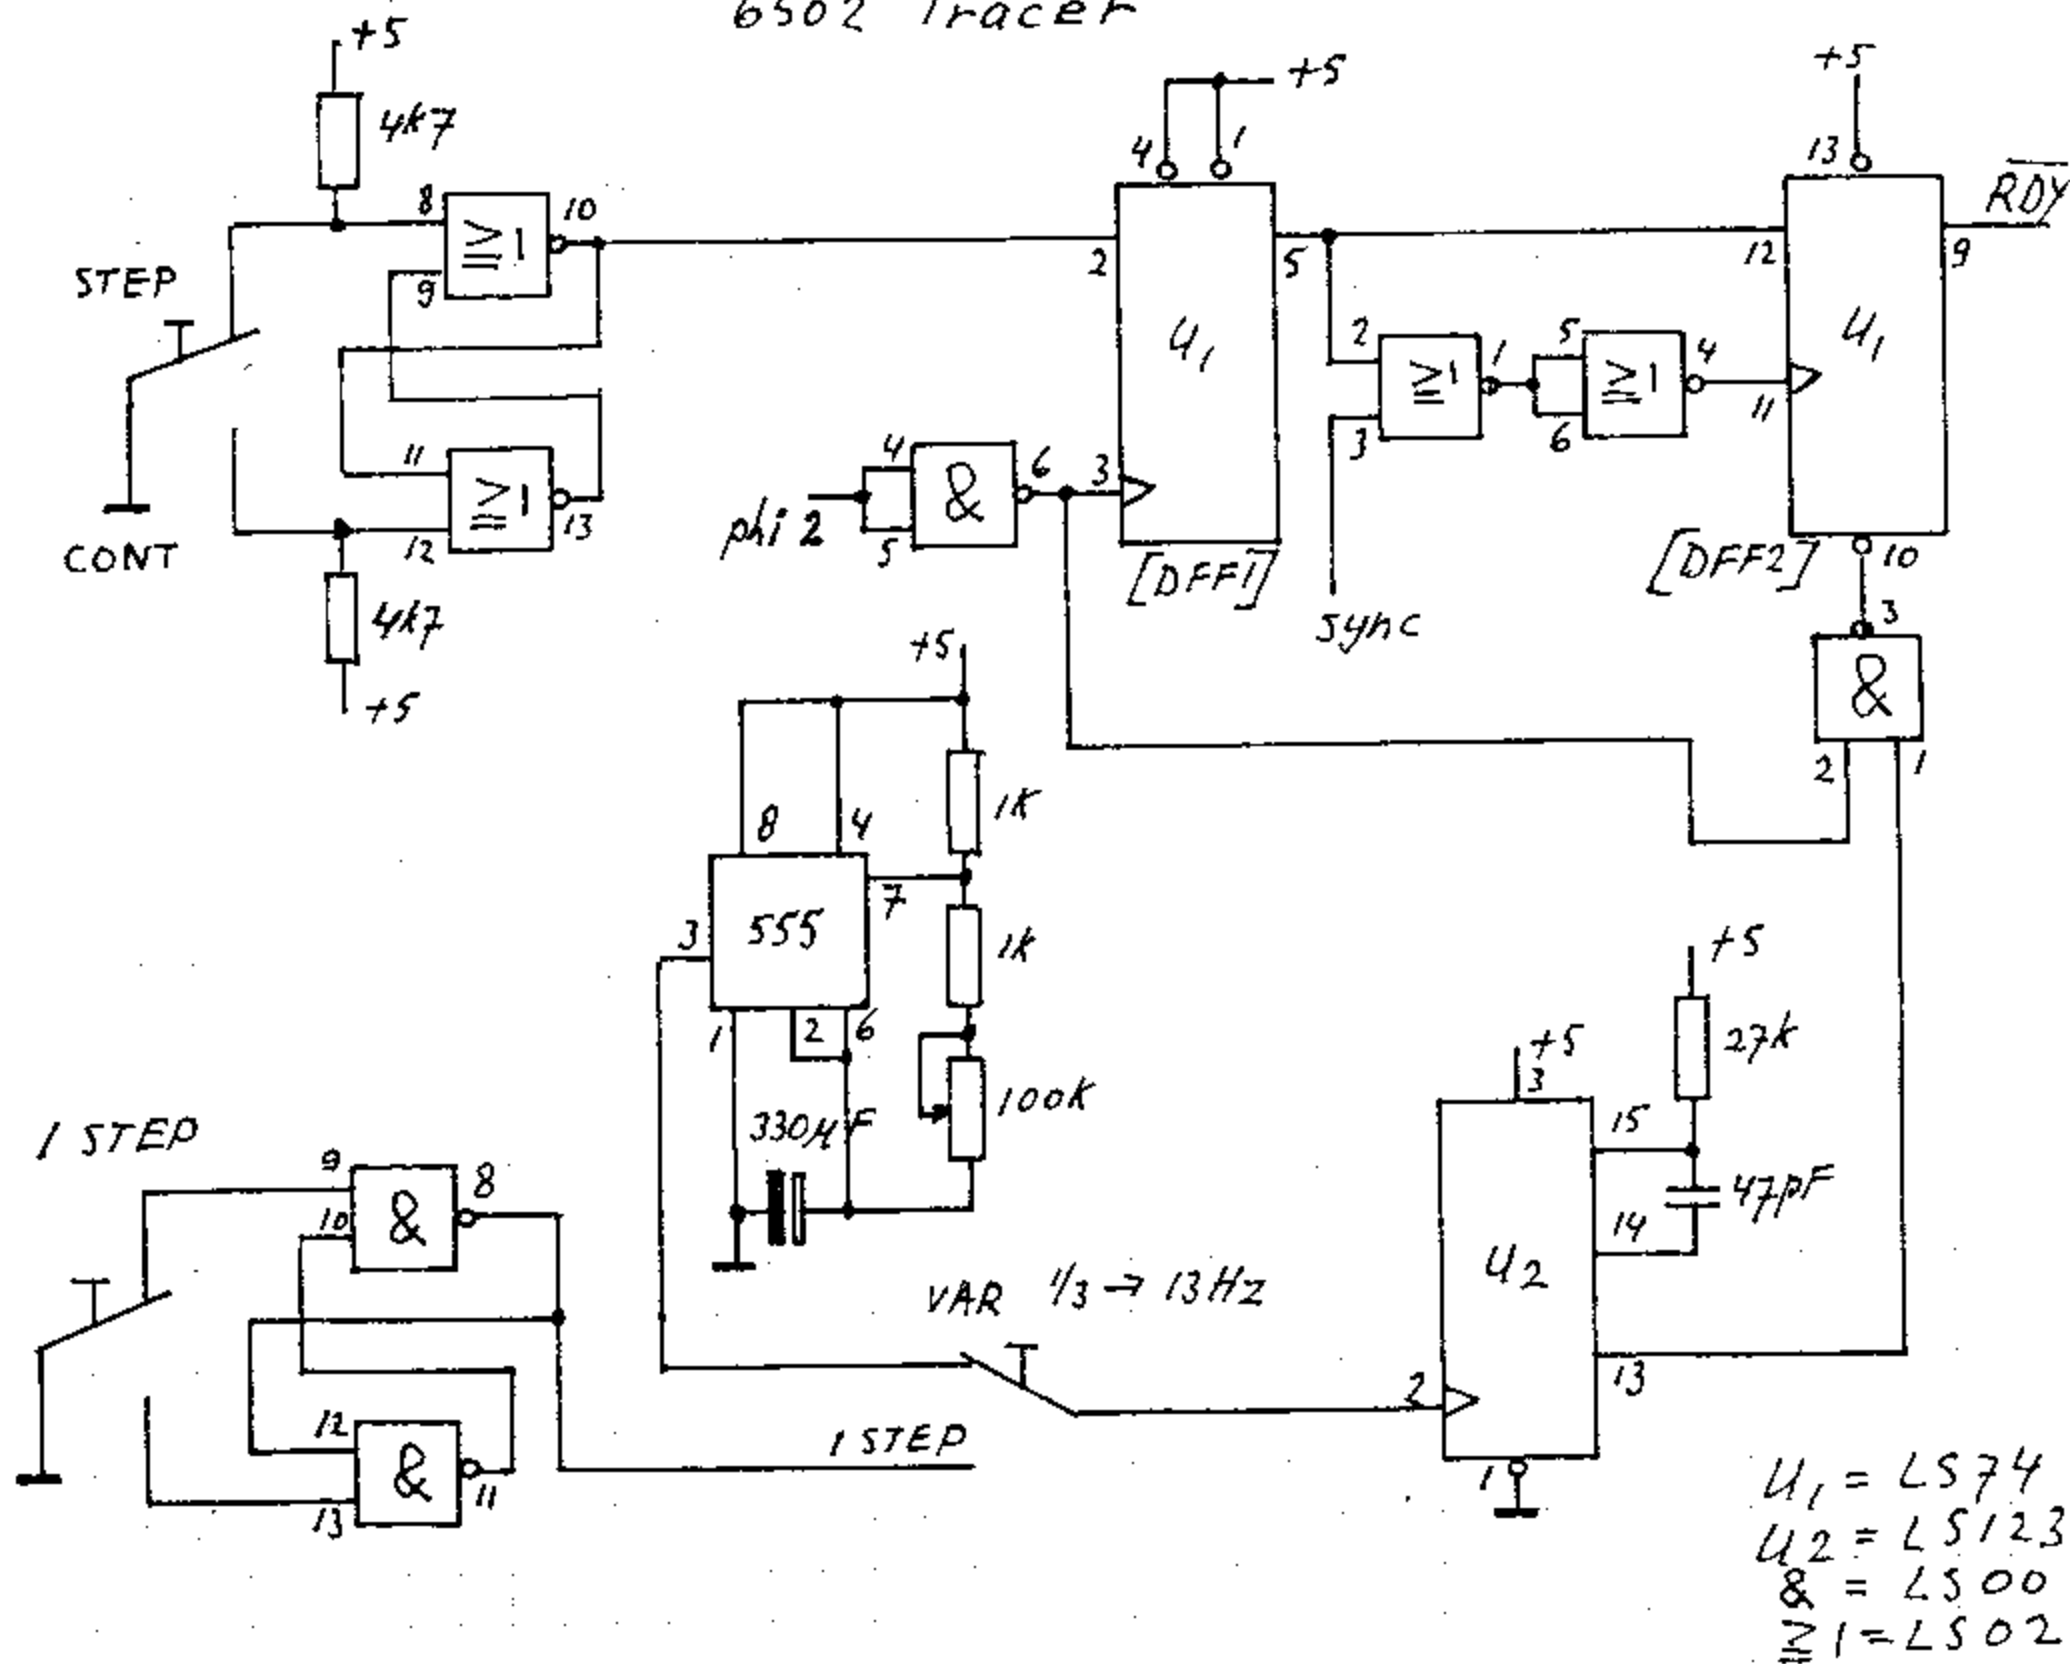 6502 Tracer
+5
4k7
8
10
≧1
9
STEP
CONT
11
≧1
12
13
4k7
+5
+5
4
1
2
5
U1
3
[DFF1]
phi 2
4
&
6
5
2
≧1
1
3
sync
5
≧1
4
6
+5
13
RDY
12
9
U1
11
[DFF2]
10
3
&
2
1
+5
1K
8
4
7
555
3
1k
1
2
6
100K
330µF
1 STEP
9
&
8
10
12
&
11
13
VAR 1/3 → 13Hz
1 STEP
+5
27k
+5
3
15
47pF
14
U2
13
2
1
U1 = LS74
U2 = LS123
& = LS00
≧1 = LS02